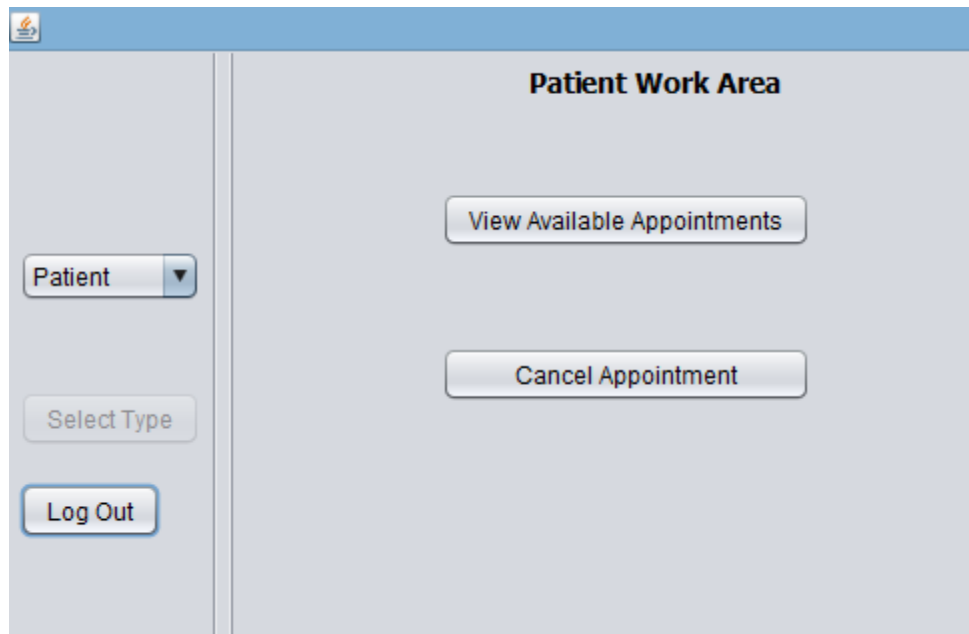 Patient Work Area
View Available Appointments
Patient
Cancel Appointment
Select Type
Log Out